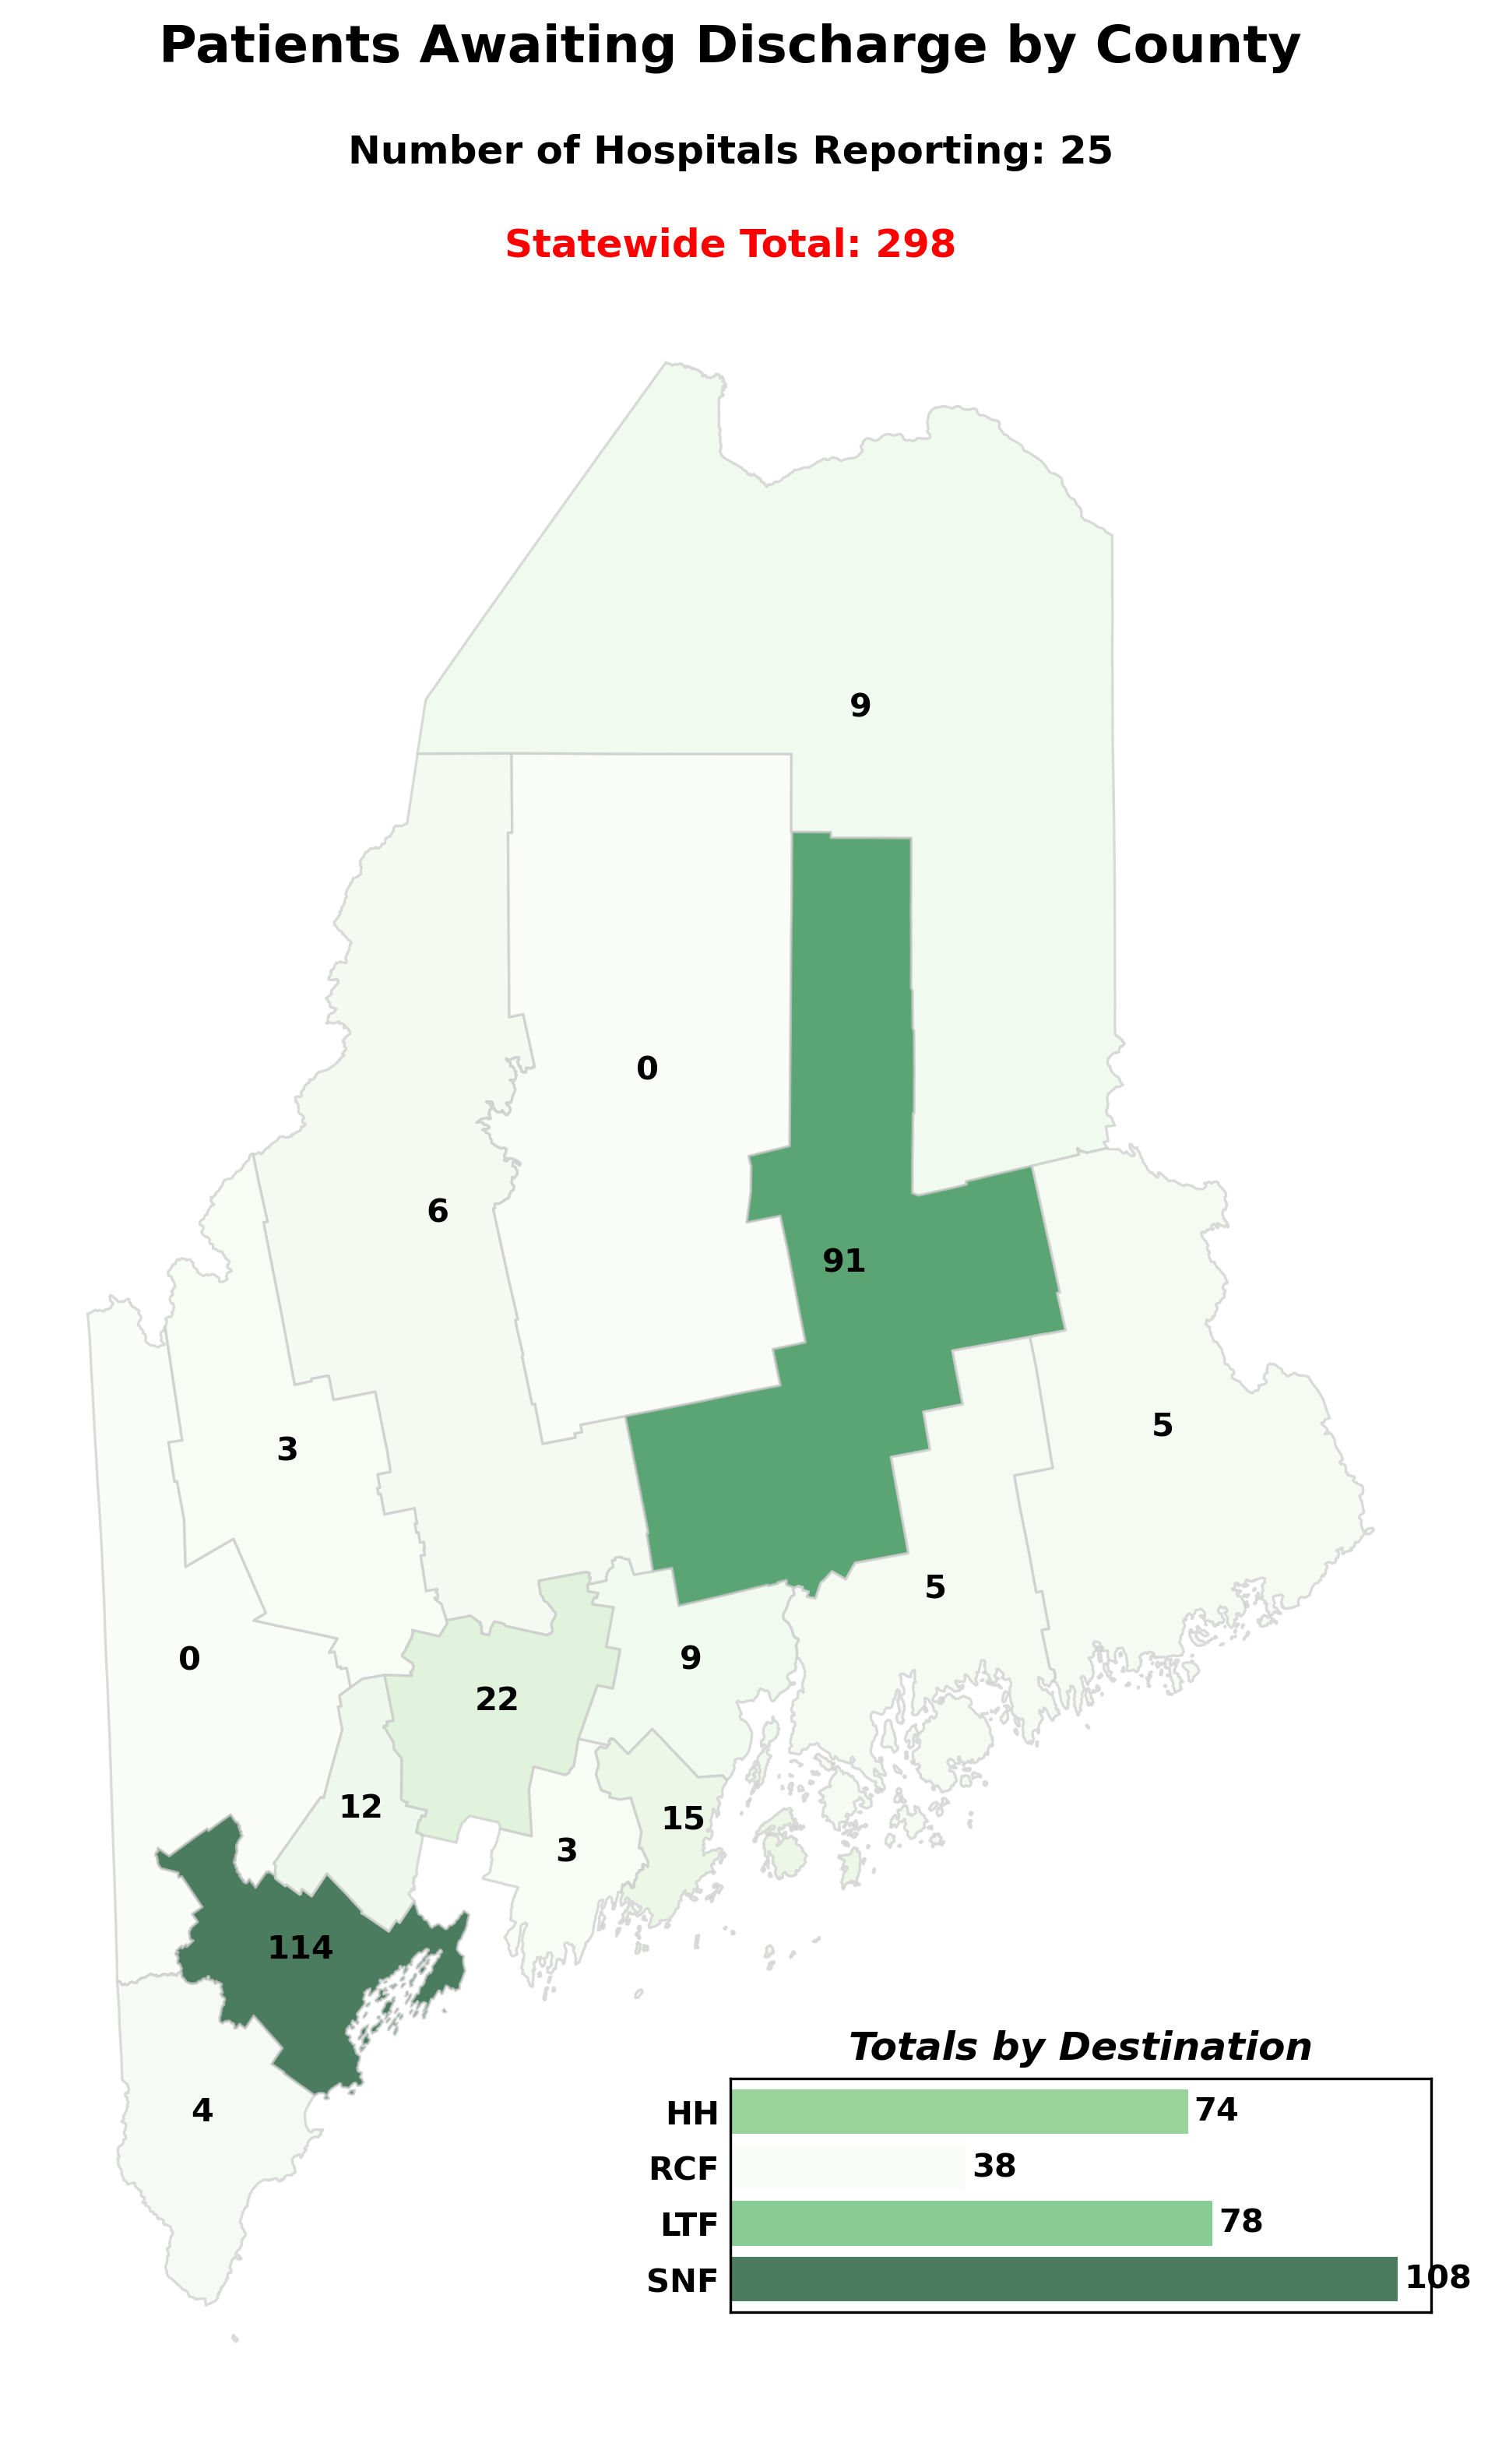 Patients Awaiting Discharge by County
Number of Hospitals Reporting: 25
Statewide Total: 298
9
0
6
91
5
3
5
0
9
22
12
15
3
114
4
Totals by Destination
HH 74
RCF 38
LTF 78
SNF 108